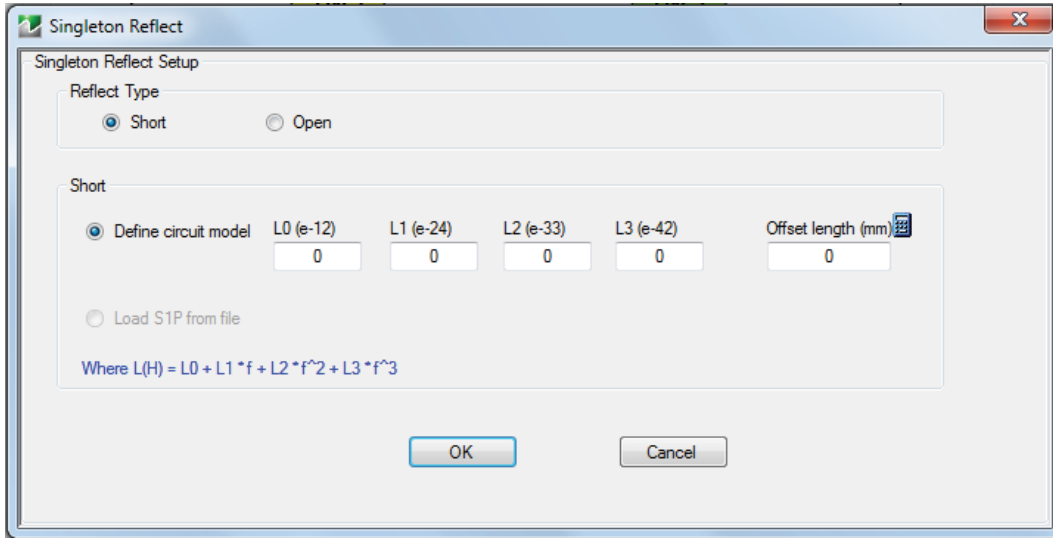 Singleton Reflect
Singleton Reflect Setup
Reflect Type
Short Open
Short
Define circuit model L0 (e-12) L1 (e-24) L2 (e-33) L3 (e-42) Offset length (mm)
0 0 0 0 0
Load S1P from file
Where L(H) = L0 + L1 * f + L2 * f^2 + L3 * f^3
OK Cancel